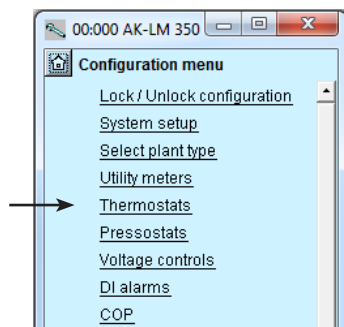 00:000 AK-LM 350
Configuration menu
Lock / Unlock configuration
System setup
Select plant type
Utility meters
Thermostats
Pressostats
Voltage controls
DI alarms
COP